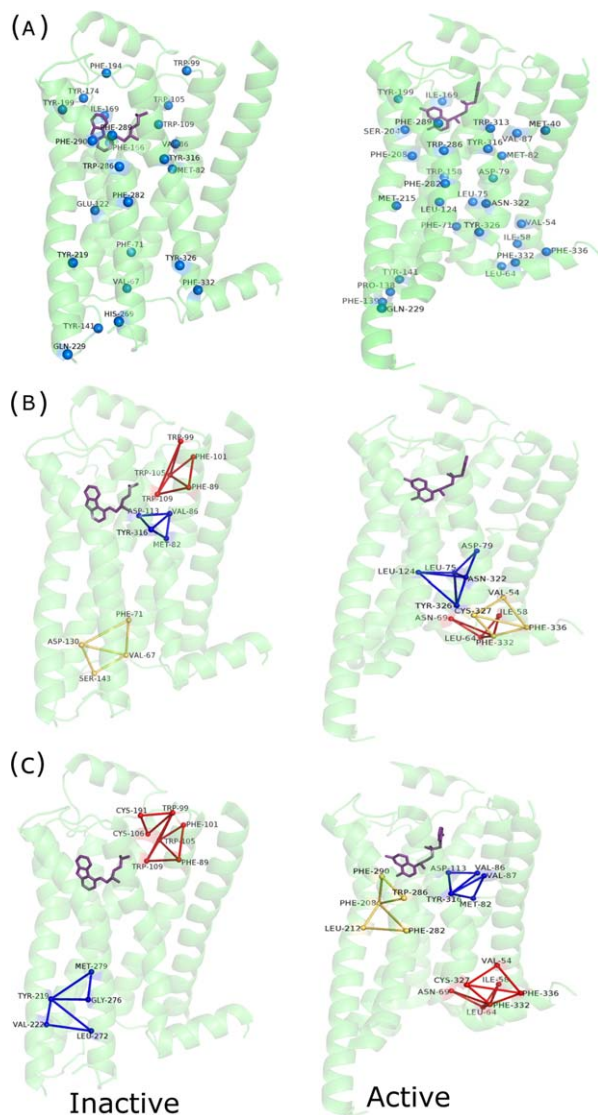 (A)
PHE-194
TRP-99
TYR-174
TYR-199
ILE-169
TRP-105
PHE-289
TRP-109
PHE-290
VAL-86
TYR-316
TRP-286
MET-82
PHE-282
GLU-122
PHE-71
TYR-219
TYR-326
VAL-67
PHE-332
TYR-141
GLN-229
TYR-199
ILE-169
PHE-289
TRP-313
MET-40
SER-204
VAL-87
TRP-286
TYR-316
PHE-208
MET-82
TRP-158
ASP-79
PHE-282
LEU-75
MET-215
LEU-124
ASN-322
PHE-71
TYR-326
VAL-54
ILE-58
PHE-332
PHE-336
LEU-64
TYR-141
PRO-138
PHE-139
GLN-229
(B)
TRP-99
PHE-101
TRP-105
TRP-109
PHE-89
ASP-113
VAL-86
TYR-316
MET-82
PHE-71
ASP-130
VAL-67
SER-143
ASP-79
LEU-124
LEU-75
ASN-322
VAL-54
TYR-326
CYS-327
ILE-58
ASN-69
PHE-336
LEU-64
PHE-332
(C)
CYS-191
TRP-99
PHE-101
CYS-106
TRP-105
TRP-109
PHE-89
MET-279
TYR-219
GLY-276
VAL-222
LEU-272
PHE-290
ASP-113
VAL-86
VAL-87
TRP-286
TYR-316
PHE-208
MET-82
LEU-212
PHE-282
VAL-54
CYS-327
ILE-58
ASN-69
PHE-336
PHE-332
LEU-64
Inactive
Active